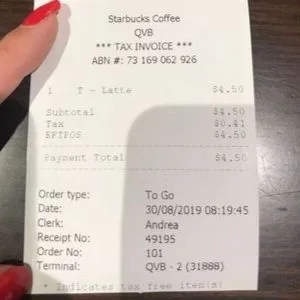 Starbucks Coffee
QVB
*** TAX INVOICE ***
ABN #: 73 169 062 926
1 T - Latte $4.50
Subtotal $4.50
Tax $0.41
EFTPOS $4.50
Payment Total $4.50
Order type: To Go
Date: 30/08/2019 08:19:45
Clerk: Andrea
Receipt No: 49195
Order No: 101
Terminal: QVB - 2 (31888)
* Indicates tax free item(s)